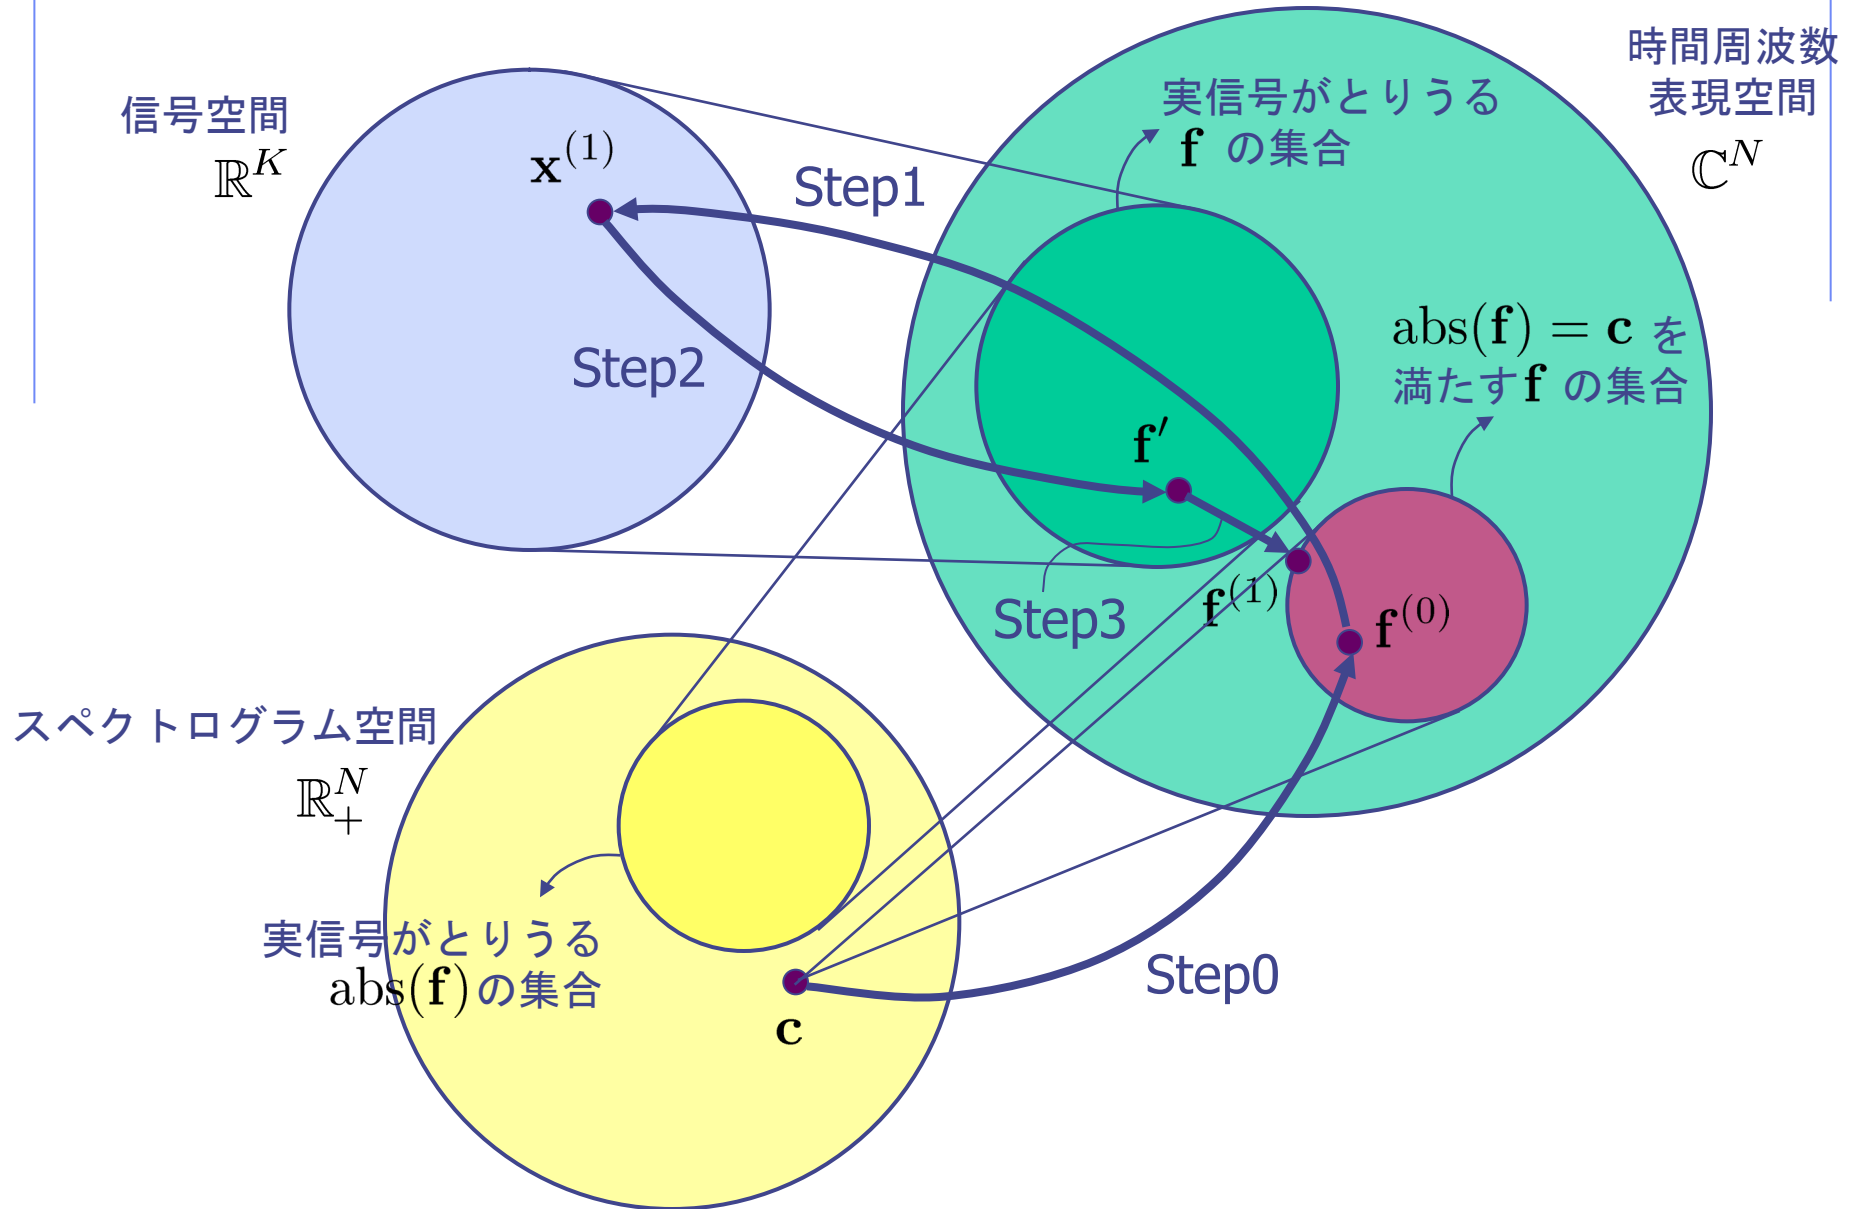 信号空間
ℝ^K
x^(1)
Step1
Step2
実信号がとりうる
f の集合
時間周波数
表現空間
ℂ^N
abs(f) = c を
満たす f の集合
f′
f^(1)
f^(0)
Step3
スペクトログラム空間
ℝ_+^N
実信号がとりうる
abs(f) の集合
c
Step0